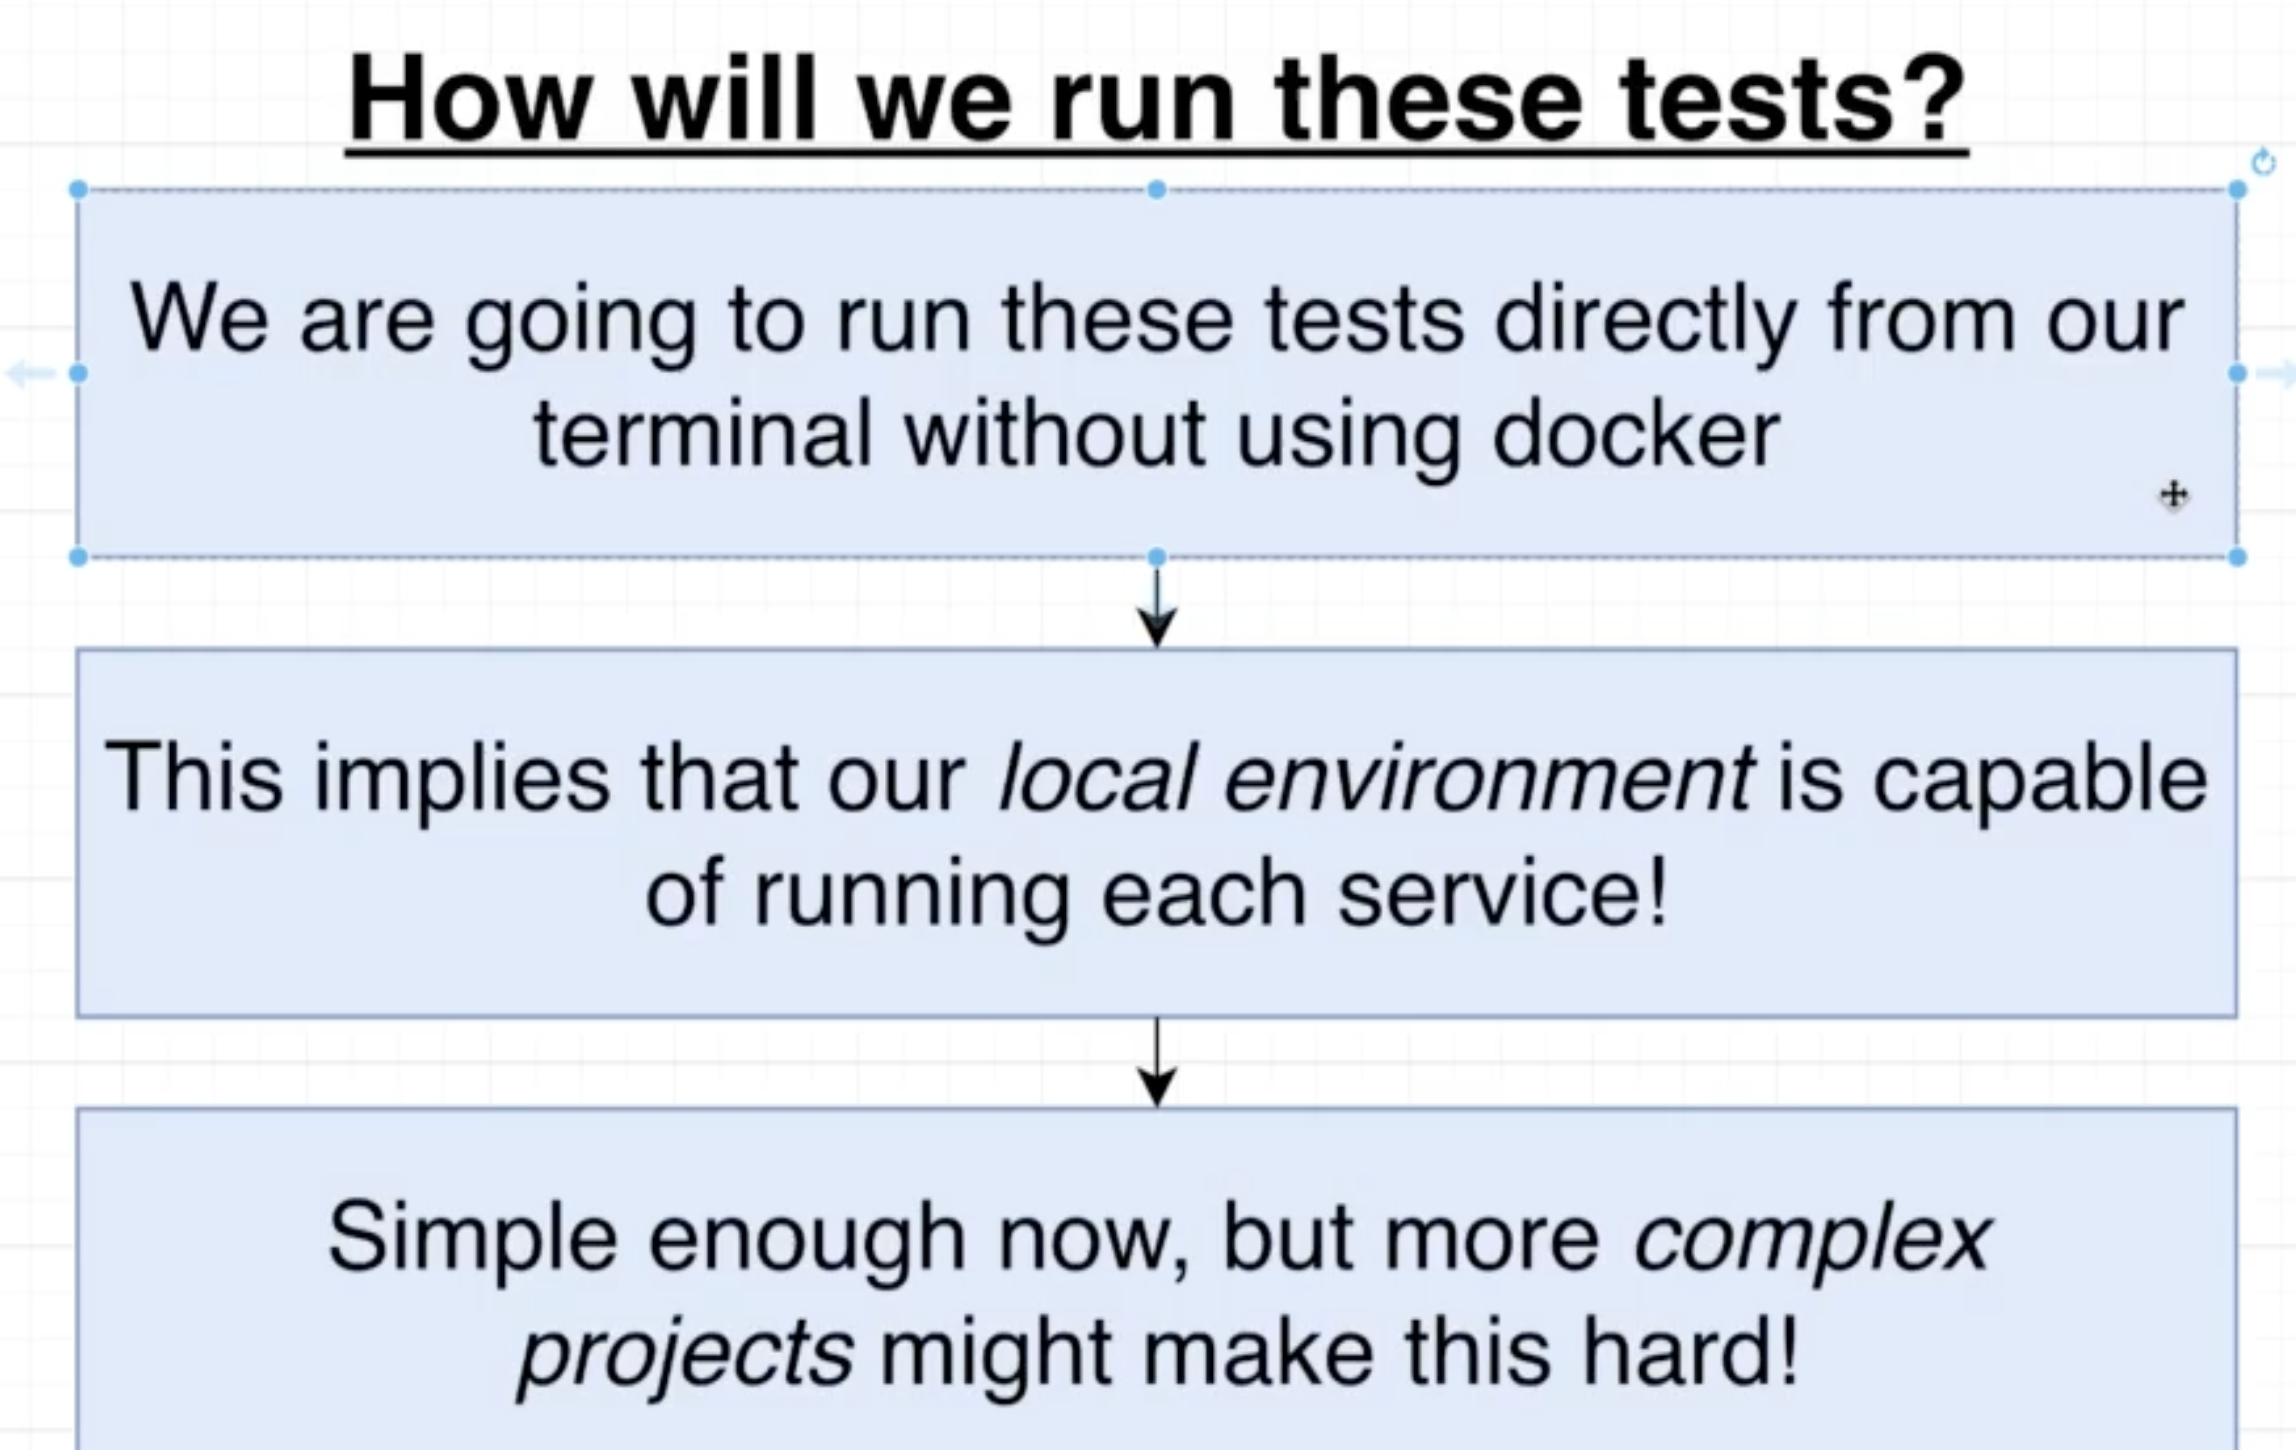 How will we run these tests?
We are going to run these tests directly from our
terminal without using docker
This implies that our local environment is capable
of running each service!
Simple enough now, but more complex
projects might make this hard!